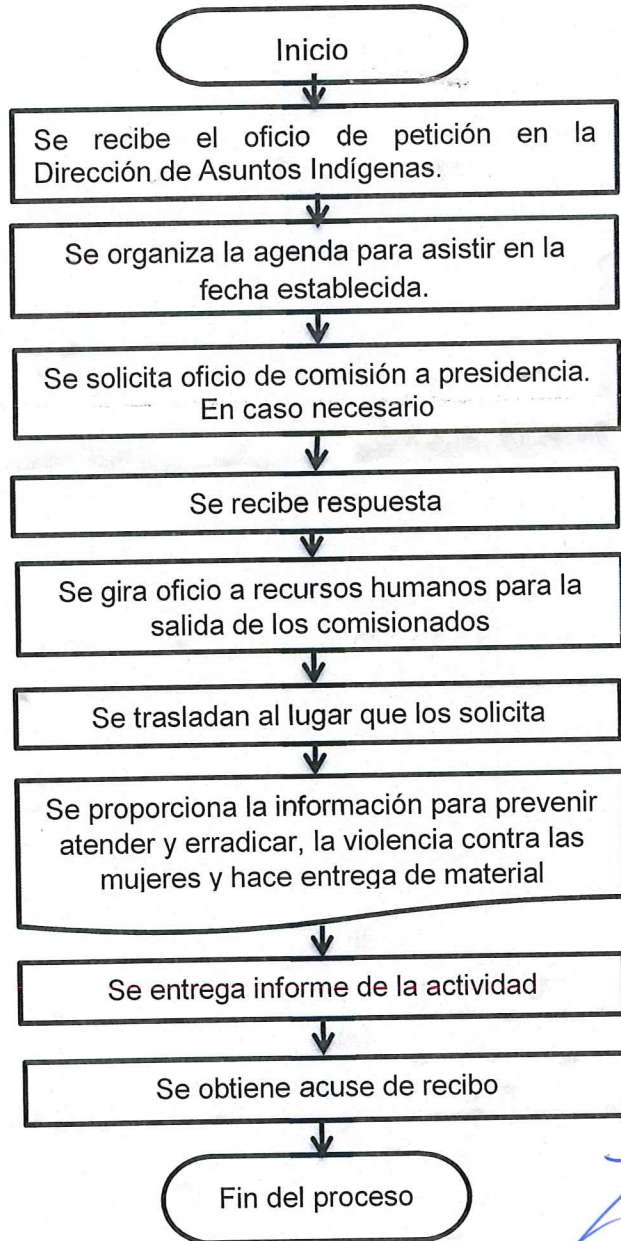 Inicio
Se recibe el oficio de petición en la
Dirección de Asuntos Indígenas.
Se organiza la agenda para asistir en la
fecha establecida.
Se solicita oficio de comisión a presidencia.
En caso necesario
Se recibe respuesta
Se gira oficio a recursos humanos para la
salida de los comisionados
Se trasladan al lugar que los solicita
Se proporciona la información para prevenir
atender y erradicar, la violencia contra las
mujeres y hace entrega de material
Se entrega informe de la actividad
Se obtiene acuse de recibo
Fin del proceso